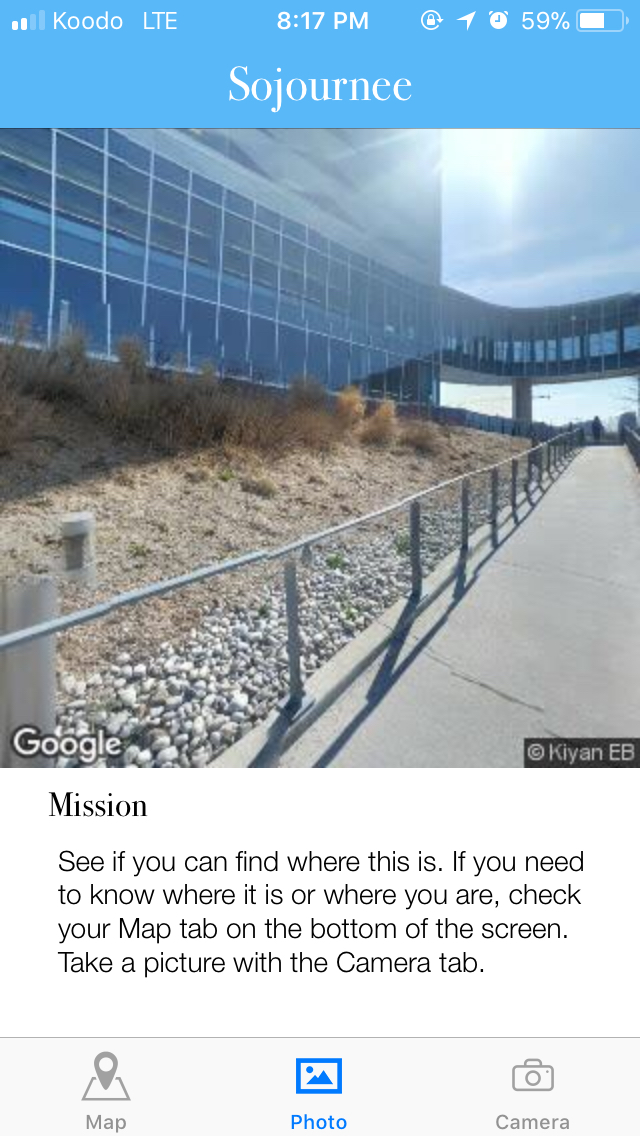 Koodo LTE 8:17 PM 59%
Sojournee
Google © Kiyan EB
Mission
See if you can find where this is. If you need
to know where it is or where you are, check
your Map tab on the bottom of the screen.
Take a picture with the Camera tab.
Map Photo Camera